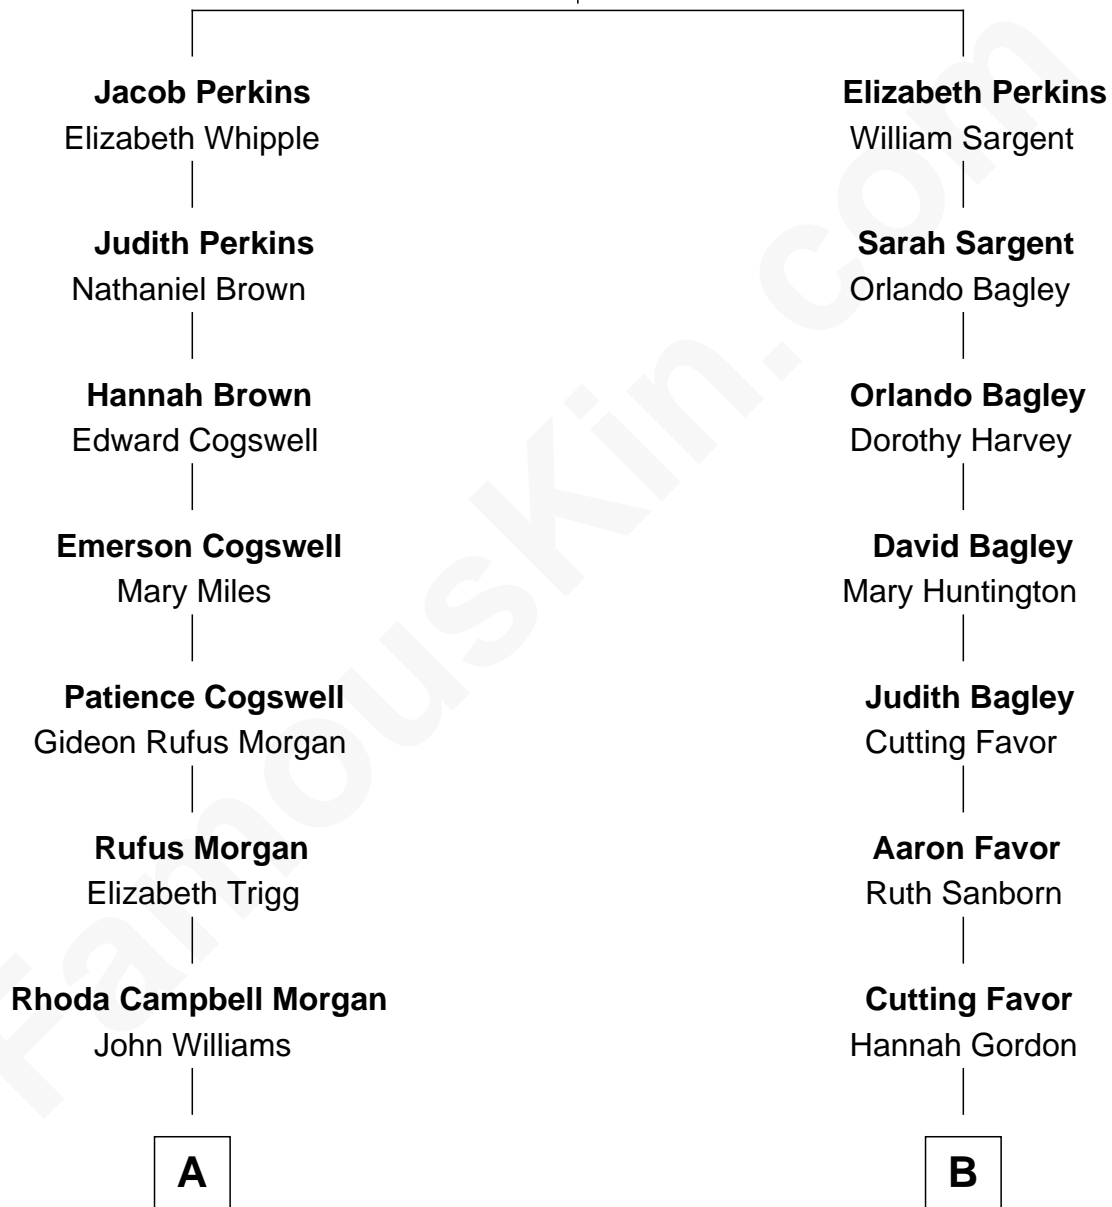 Jacob Perkins
Elizabeth Whipple
Judith Perkins
Nathaniel Brown
Hannah Brown
Edward Cogswell
Emerson Cogswell
Mary Miles
Patience Cogswell
Gideon Rufus Morgan
Rufus Morgan
Elizabeth Trigg
Rhoda Campbell Morgan
John Williams
A
Elizabeth Perkins
William Sargent
Sarah Sargent
Orlando Bagley
Orlando Bagley
Dorothy Harvey
David Bagley
Mary Huntington
Judith Bagley
Cutting Favor
Aaron Favor
Ruth Sanborn
Cutting Favor
Hannah Gordon
B
FamousKin.com